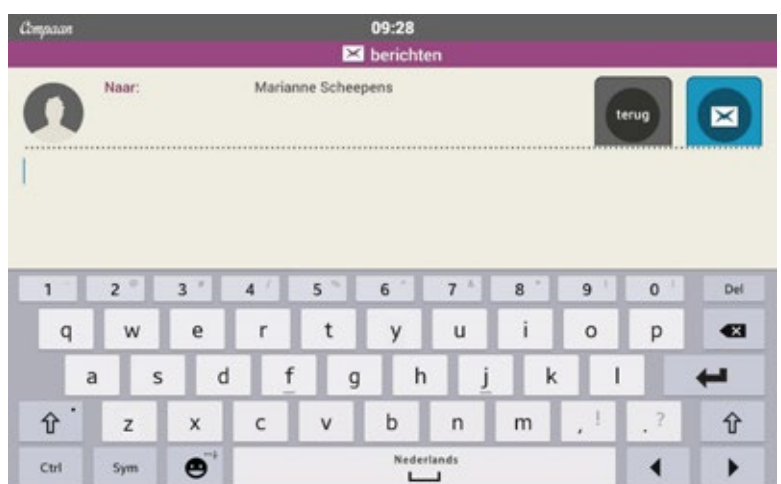 Compaan 09:28
berichten
Naar: Marianne Scheepens
terug
1 2 @ 3 # 4 / 5 % 6 7 & 8 * 9 0 Del
q w e r t y u i o p
a s d f g h j k l
z x c v b n m , ! . ?
Ctrl Sym Nederlands